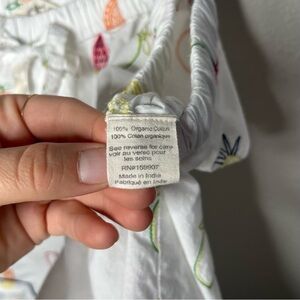 100% Organic Cotton
100% Coton organique
See reverse for care
Voir au verso pour
les soins
RN#159907
Made in India
Fabriqué en Inde